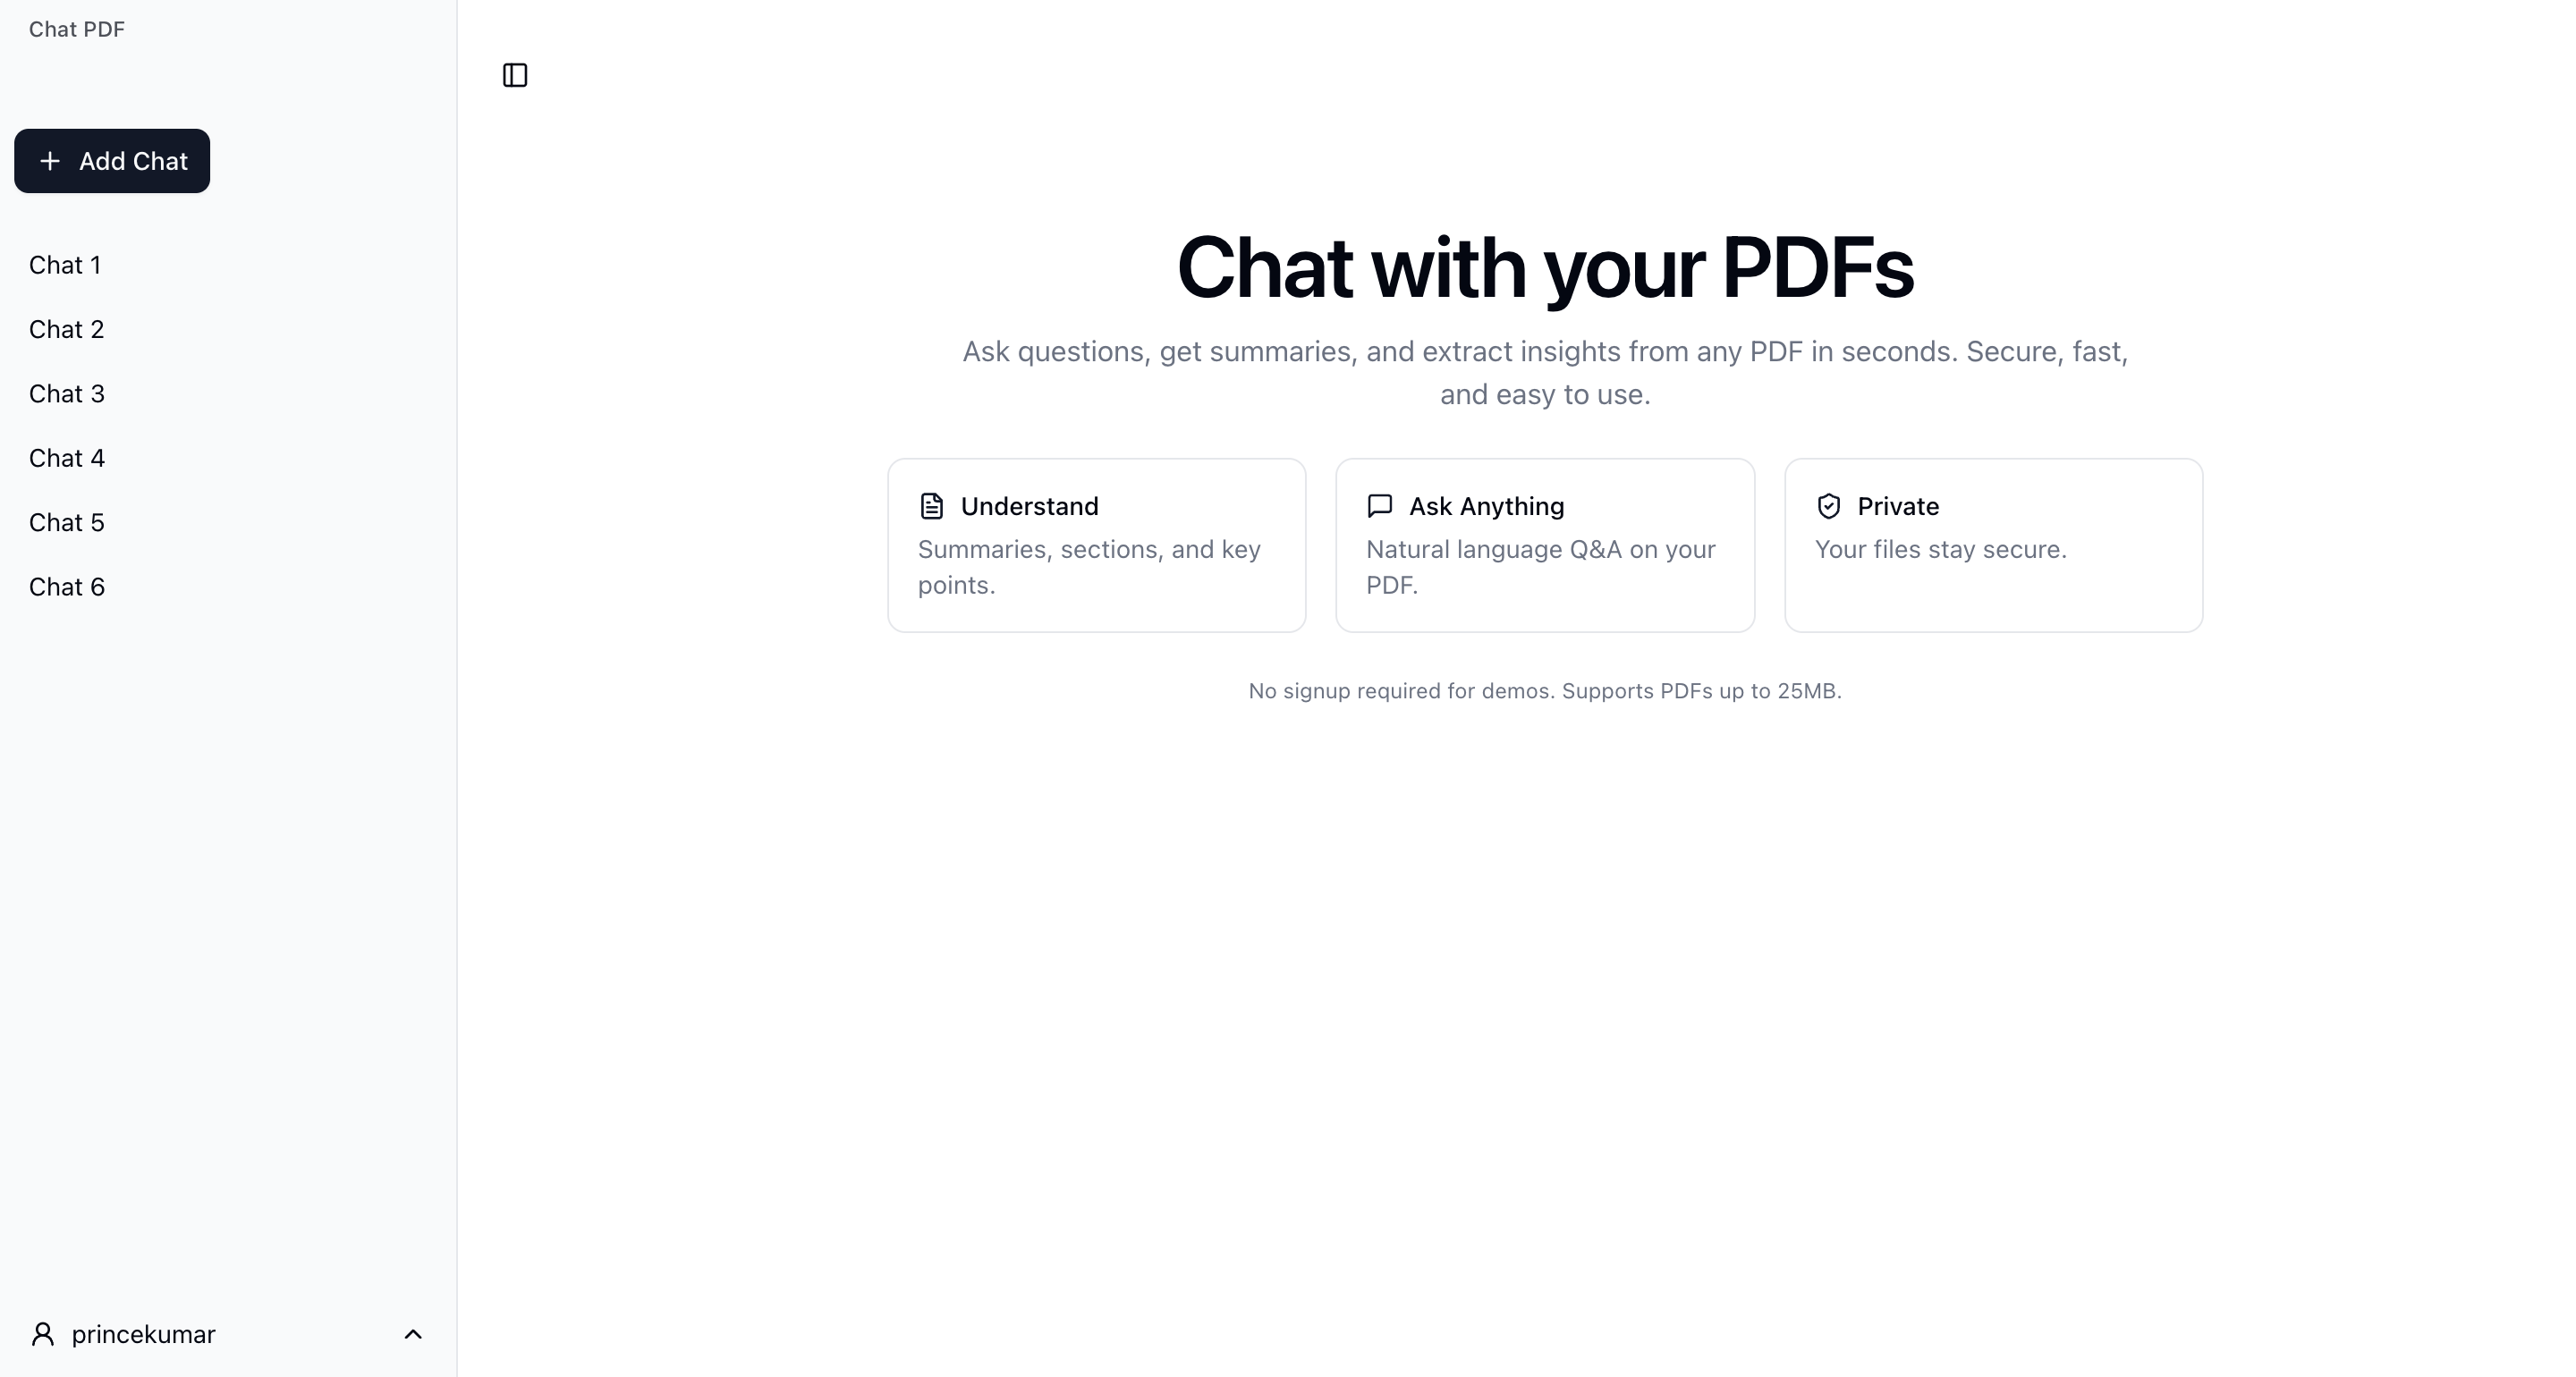 Chat PDF
Add Chat
Chat 1
Chat 2
Chat 3
Chat 4
Chat 5
Chat 6
princekumar
Chat with your PDFs
Ask questions, get summaries, and extract insights from any PDF in seconds. Secure, fast,
and easy to use.
Understand
Summaries, sections, and key
points.
Ask Anything
Natural language Q&A on your
PDF.
Private
Your files stay secure.
No signup required for demos. Supports PDFs up to 25MB.